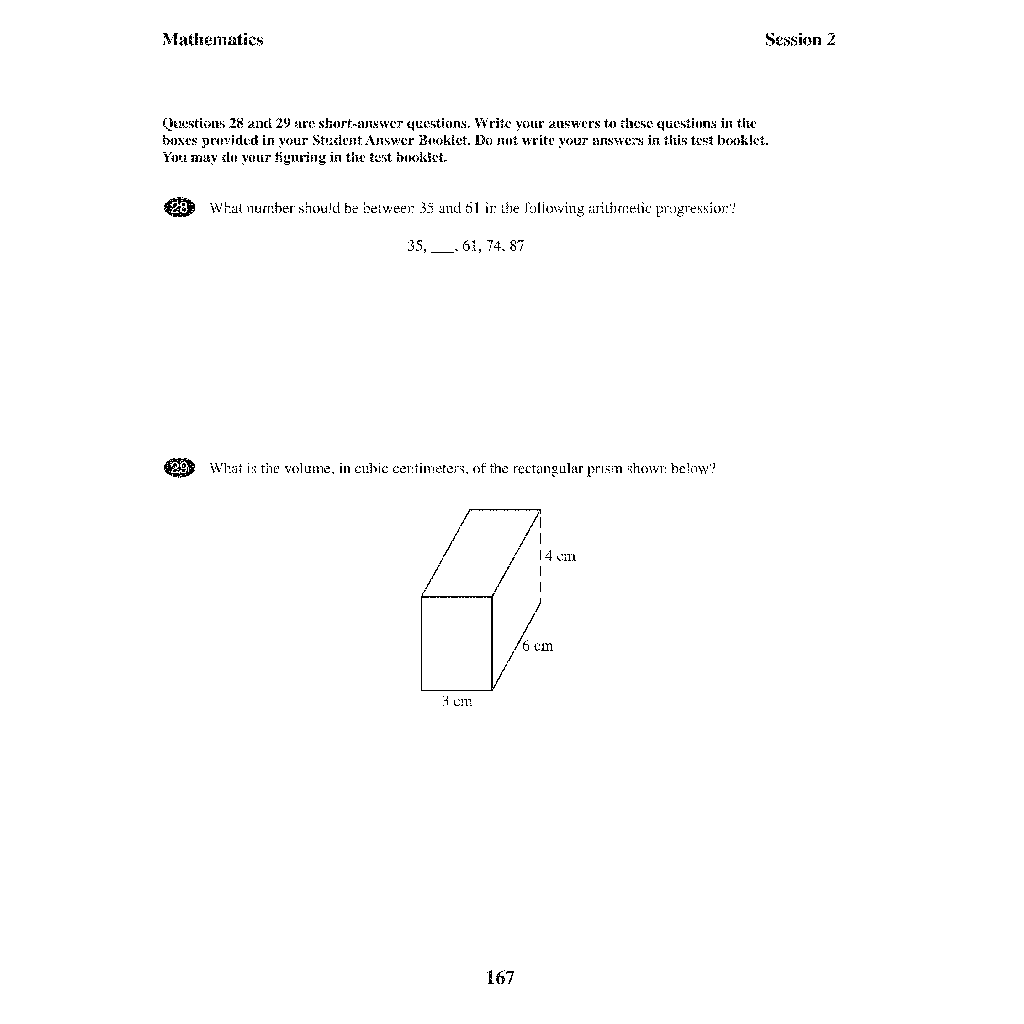 Mathematics Session 2
Questions 28 and 29 are short-answer questions. Write your answers to these questions in the
boxes provided in your Student Answer Booklet. Do not write your answers in this test booklet.
You may do your figuring in the test booklet.
28 What number should be between 35 and 61 in the following arithmetic progression?
35, ___, 61, 74, 87
29 What is the volume, in cubic centimeters, of the rectangular prism shown below?
4 cm
6 cm
3 cm
167